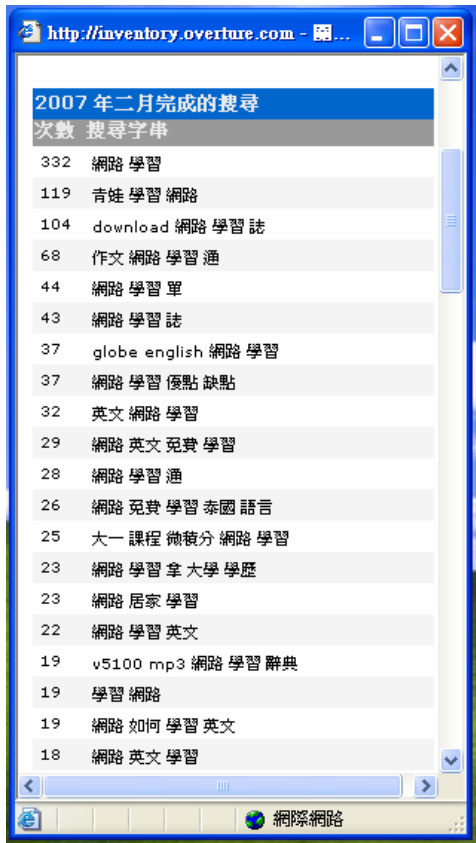 http://inventory.overture.com - 關...
2007 年二月完成的搜尋
次數 搜尋字串
332 網路 學習
119 青蛙 學習 網路
104 download 網路 學習 誌
68 作文 網路 學習 通
44 網路 學習 單
43 網路 學習 誌
37 globe english 網路 學習
37 網路 學習 優點 缺點
32 英文 網路 學習
29 網路 英文 免費 學習
28 網路 學習 通
26 網路 免費 學習 泰國 語言
25 大一 課程 微積分 網路 學習
23 網路 學習 拿 大學 學歷
23 網路 居家 學習
22 網路 學習 英文
19 v5100 mp3 網路 學習 辭典
19 學習 網路
19 網路 如何 學習 英文
18 網路 英文 學習
網際網路